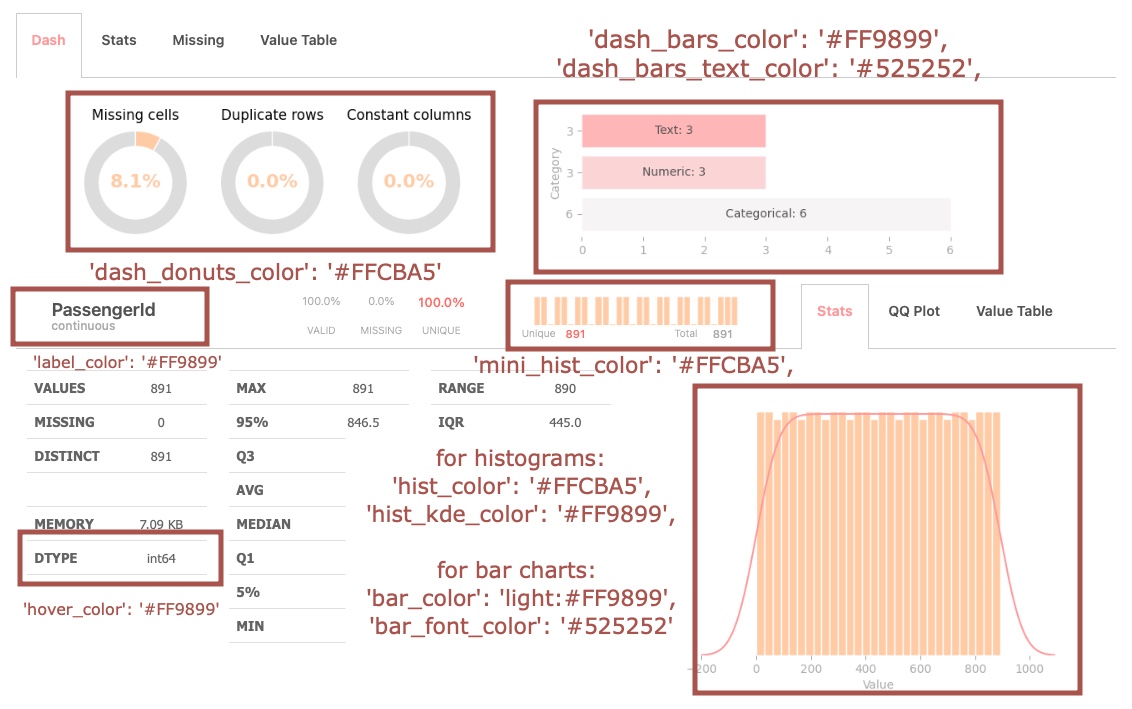 Dash Stats Missing Value Table
'dash_bars_color': '#FF9899',
'dash_bars_text_color': '#525252',
Missing cells Duplicate rows Constant columns
8.1% 0.0% 0.0%
Category
3 Text: 3
3 Numeric: 3
6 Categorical: 6
0 1 2 3 4 5 6
'dash_donuts_color': '#FFCBA5'
PassengerId
continuous
100.0% 0.0% 100.0%
VALID MISSING UNIQUE
Unique 891 Total 891
Stats QQ Plot Value Table
'label_color': '#FF9899'
'mini_hist_color': '#FFCBA5',
VALUES 891 MAX 891 RANGE 890
MISSING 0 95% 846.5 IQR 445.0
DISTINCT 891 Q3
AVG
MEMORY 7.09 KB MEDIAN
DTYPE int64 Q1
5%
MIN
'hover_color': '#FF9899'
for histograms:
'hist_color': '#FFCBA5',
'hist_kde_color': '#FF9899',
for bar charts:
'bar_color': 'light:#FF9899',
'bar_font_color': '#525252'
−200 0 200 400 600 800 1000
Value